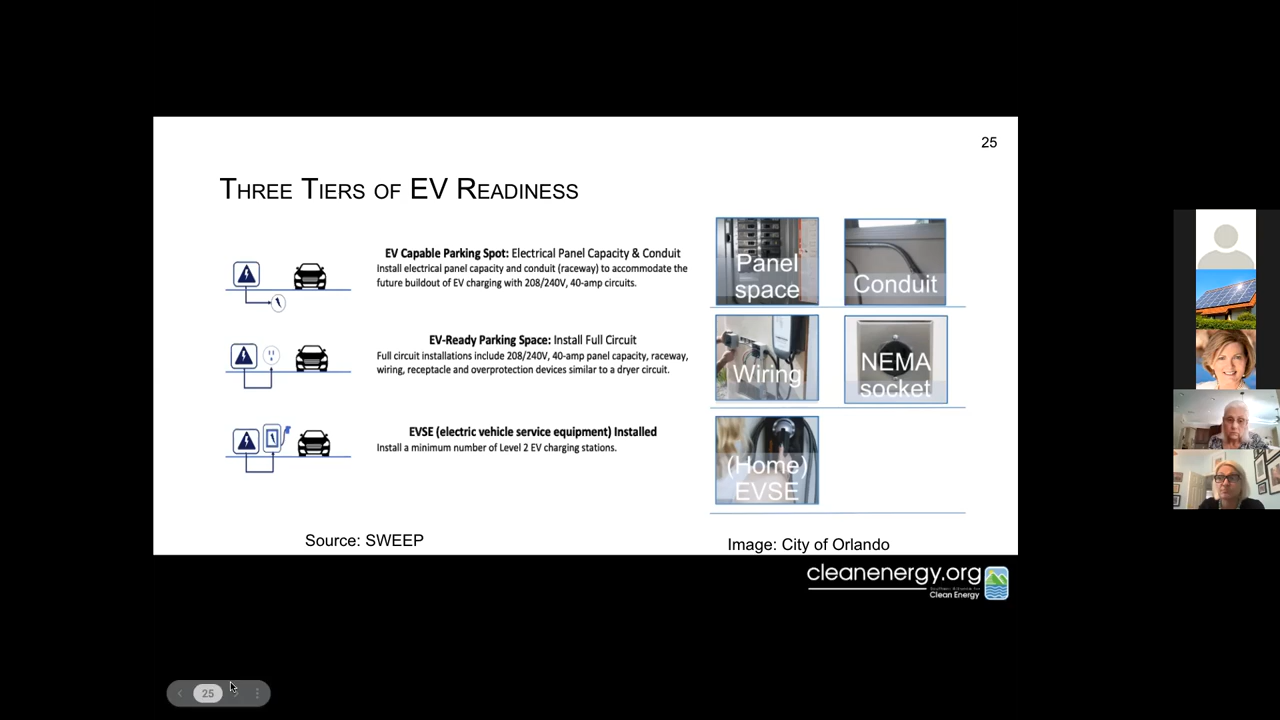 25
THREE TIERS OF EV READINESS
EV Capable Parking Spot: Electrical Panel Capacity & Conduit
Install electrical panel capacity and conduit (raceway) to accommodate the
future buildout of EV charging with 208/240V, 40-amp circuits.
EV-Ready Parking Space: Install Full Circuit
Full circuit installations include 208/240V, 40-amp panel capacity, raceway,
wiring, receptacle and overprotection devices similar to a dryer circuit.
EVSE (electric vehicle service equipment) Installed
Install a minimum number of Level 2 EV charging stations.
Panel
space
Conduit
Wiring
NEMA
socket
(Home)
EVSE
Source: SWEEP
Image: City of Orlando
cleanenergy.org
Southern Alliance for
Clean Energy
25